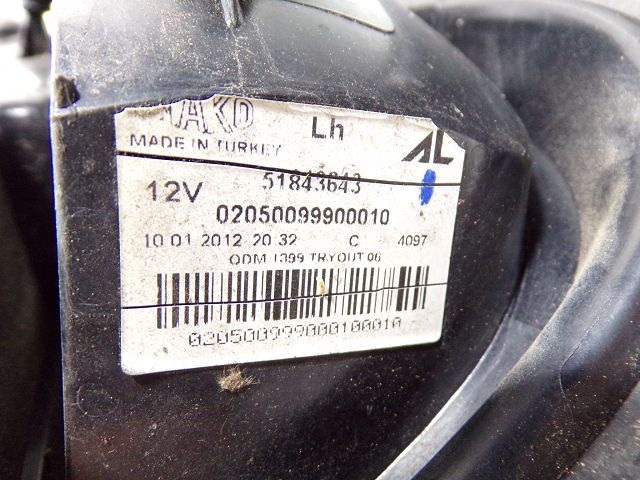 MAKO Lh AL
MADE IN TURKEY
12V 51843643
02050099900010
10.01.2012 20:32 C 4097
ODM 1399 TRYOUT 06
020500999000100010